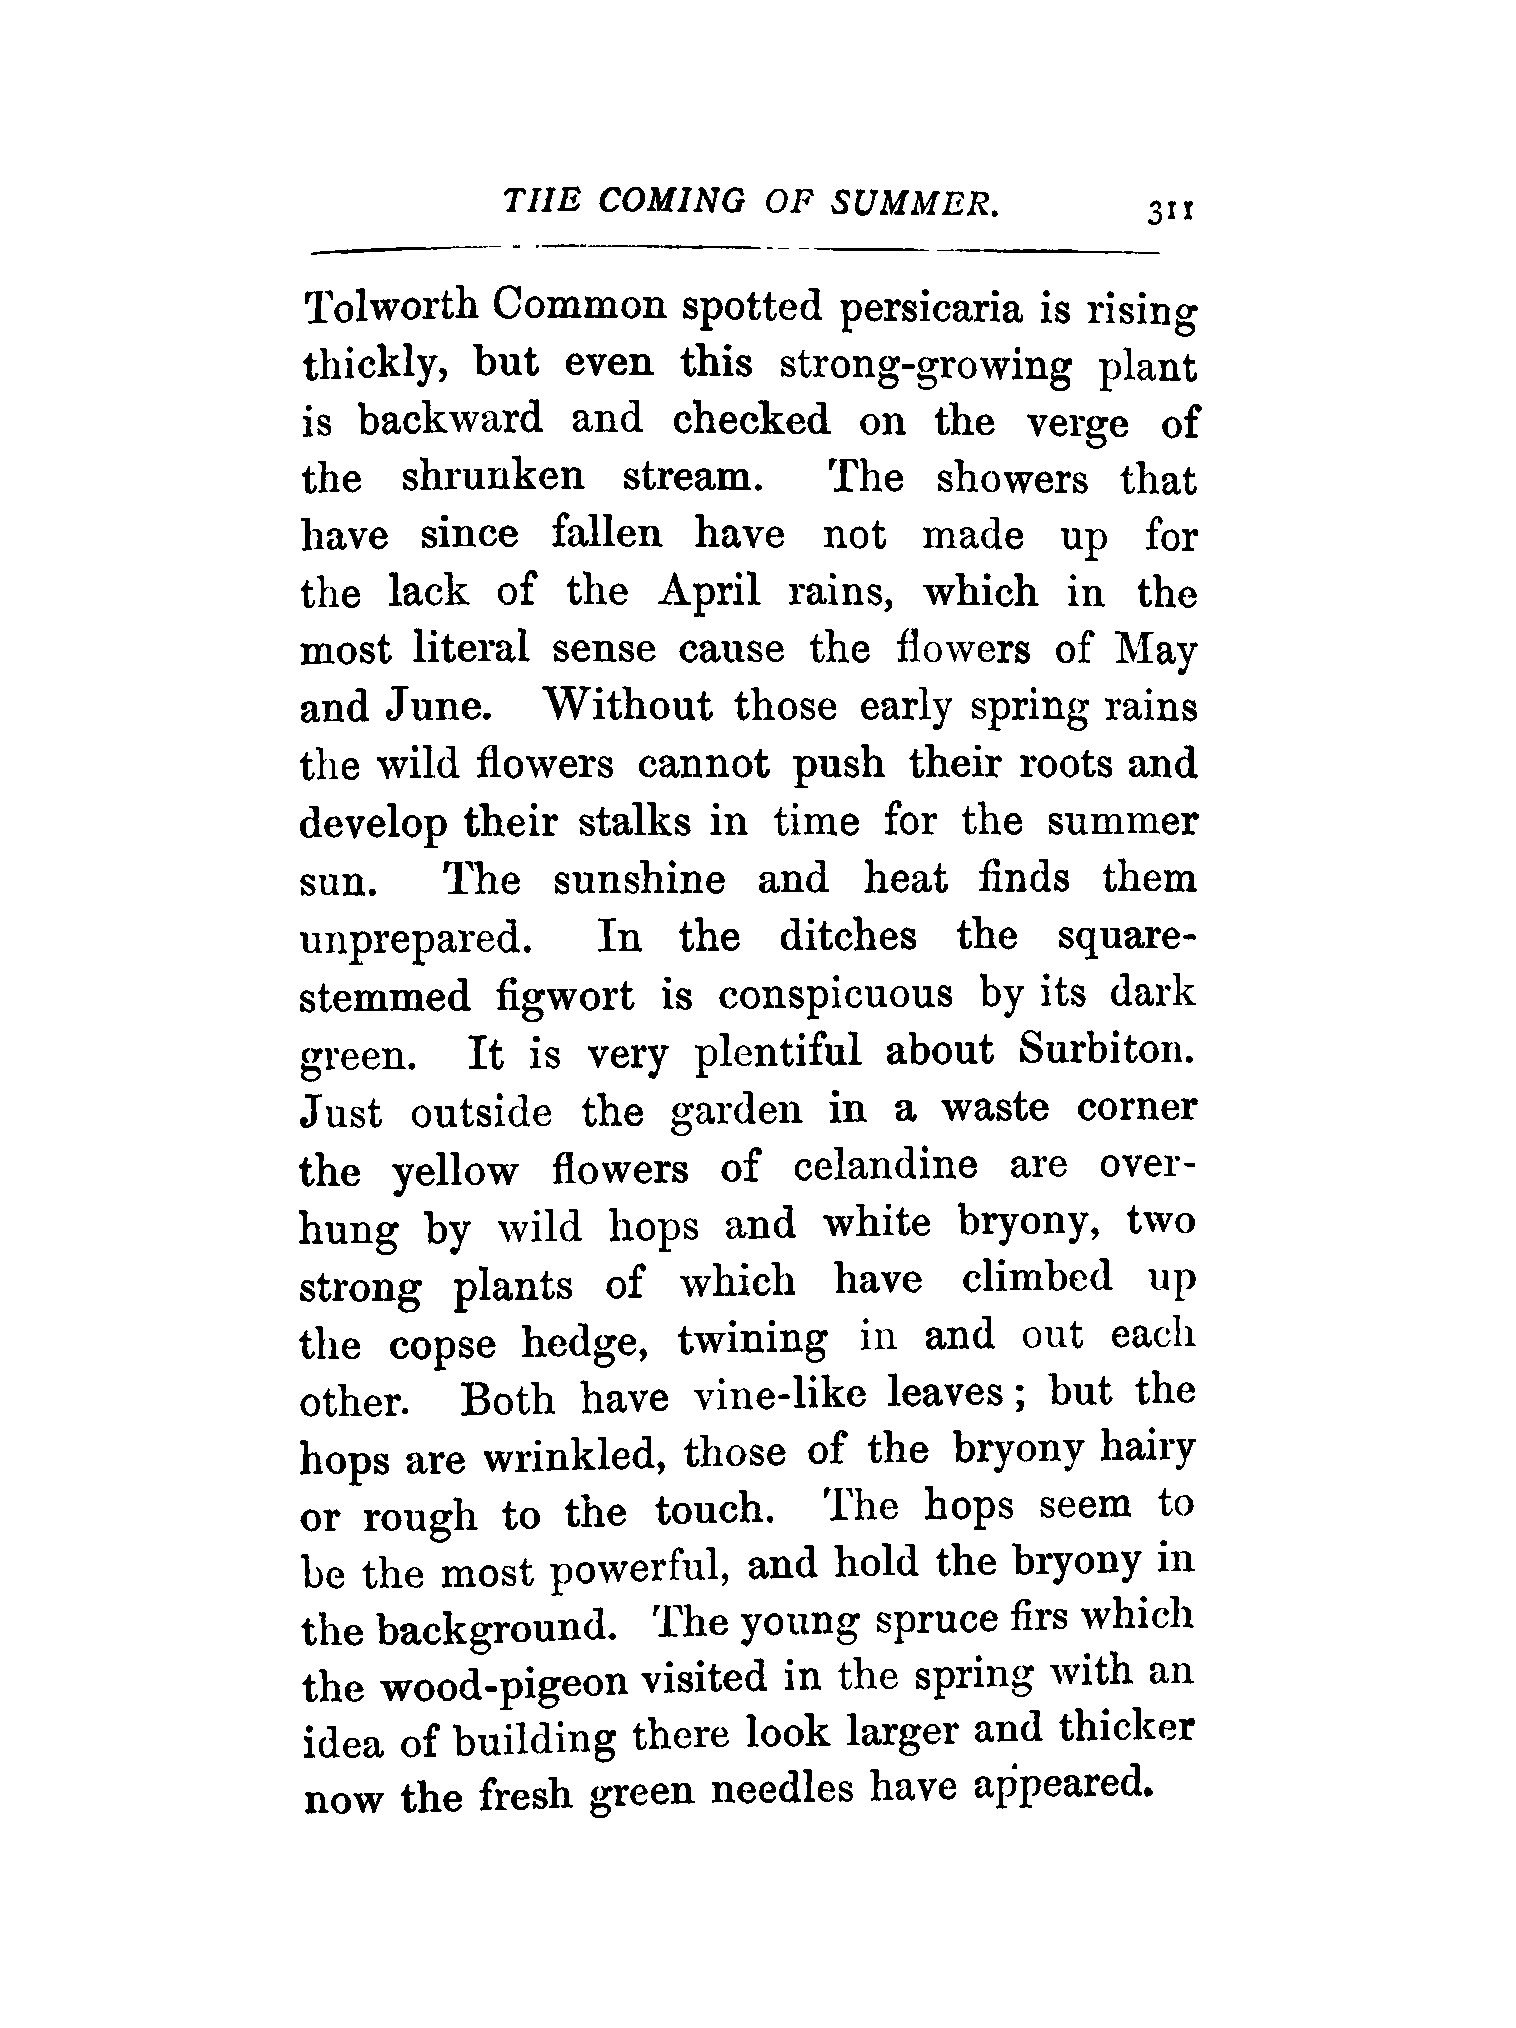 THE COMING OF SUMMER. 311
Tolworth Common spotted persicaria is rising
thickly, but even this strong-growing plant
is backward and checked on the verge of
the shrunken stream. The showers that
have since fallen have not made up for
the lack of the April rains, which in the
most literal sense cause the flowers of May
and June. Without those early spring rains
the wild flowers cannot push their roots and
develop their stalks in time for the summer
sun. The sunshine and heat finds them
unprepared. In the ditches the square-
stemmed figwort is conspicuous by its dark
green. It is very plentiful about Surbiton.
Just outside the garden in a waste corner
the yellow flowers of celandine are over-
hung by wild hops and white bryony, two
strong plants of which have climbed up
the copse hedge, twining in and out each
other. Both have vine-like leaves; but the
hops are wrinkled, those of the bryony hairy
or rough to the touch. The hops seem to
be the most powerful, and hold the bryony in
the background. The young spruce firs which
the wood-pigeon visited in the spring with an
idea of building there look larger and thicker
now the fresh green needles have appeared.